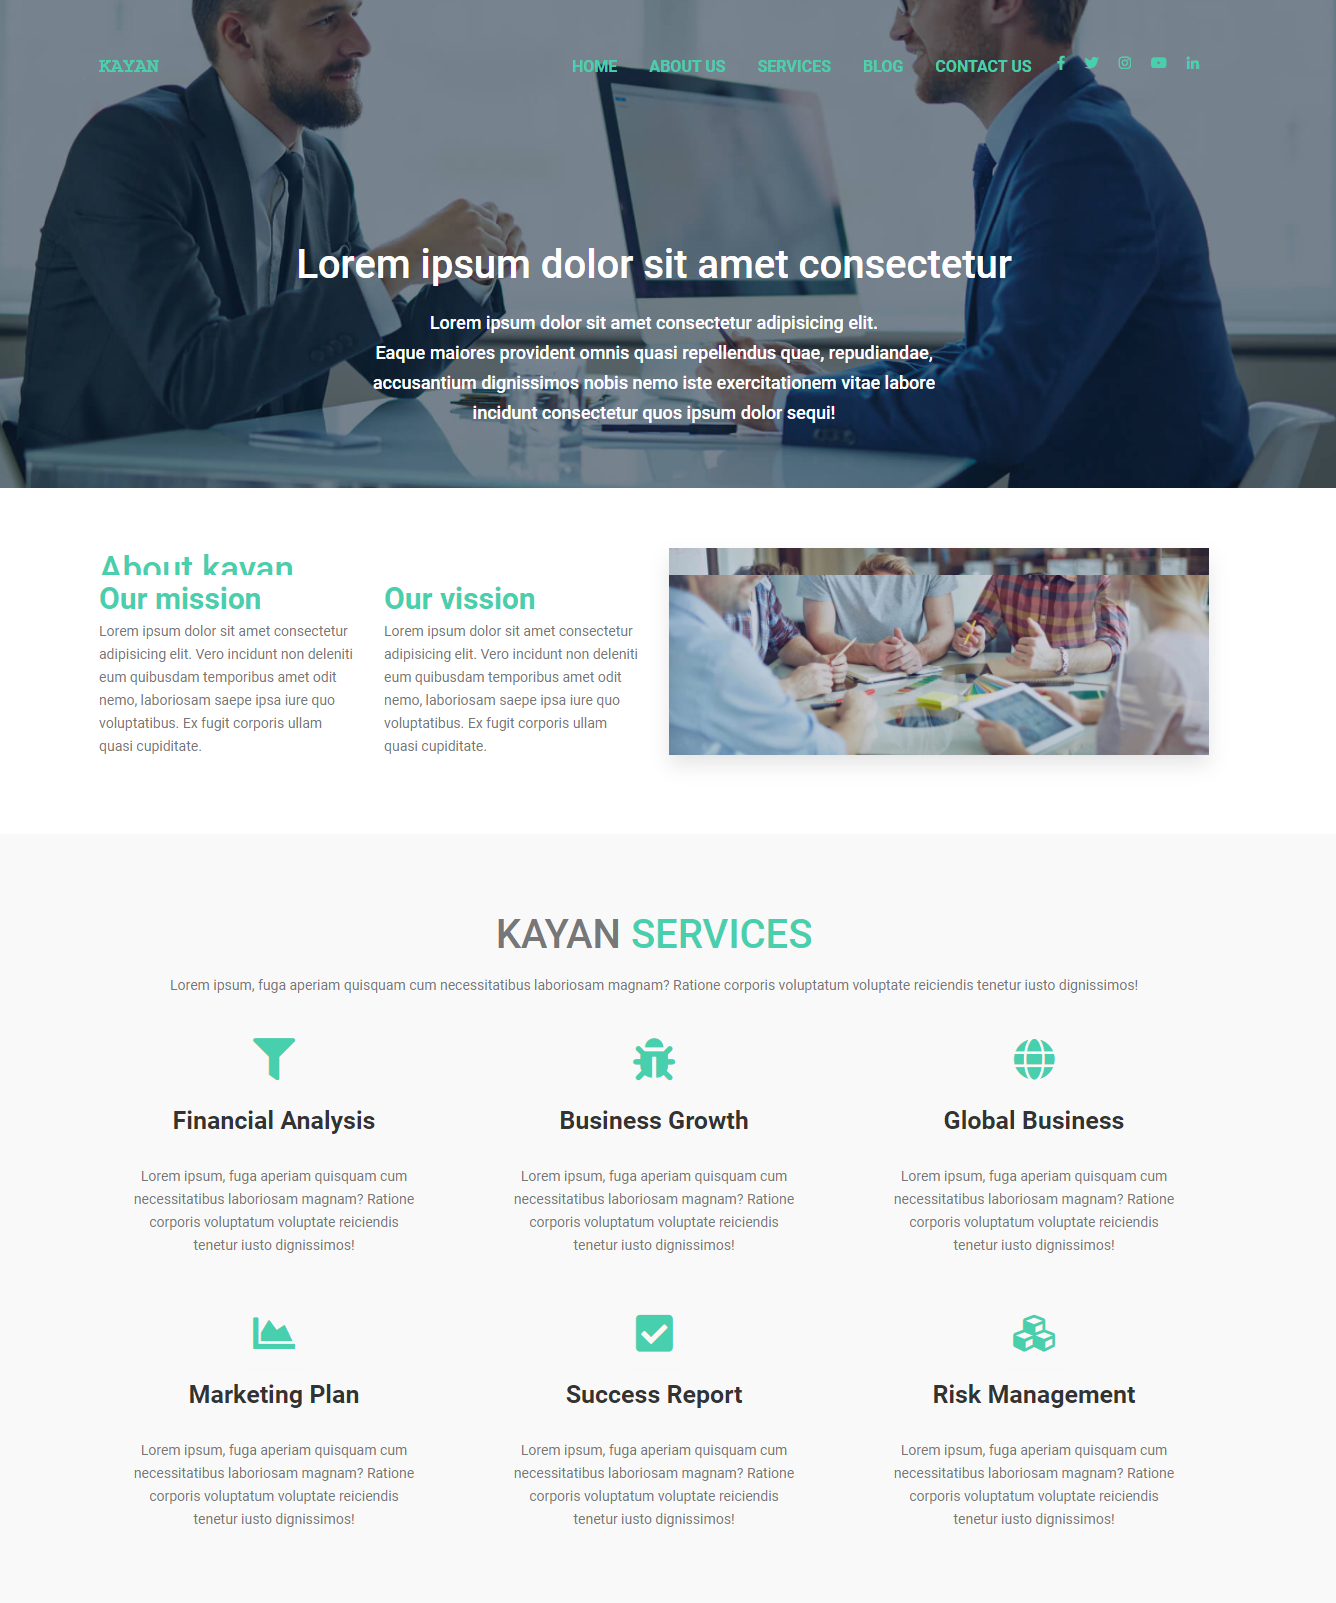 KAYAN
HOME ABOUT US SERVICES BLOG CONTACT US
Lorem ipsum dolor sit amet consectetur
Lorem ipsum dolor sit amet consectetur adipisicing elit.
Eaque maiores provident omnis quasi repellendus quae, repudiandae,
accusantium dignissimos nobis nemo iste exercitationem vitae labore
incidunt consectetur quos ipsum dolor sequi!
About kayan
Our mission
Lorem ipsum dolor sit amet consectetur
adipisicing elit. Vero incidunt non deleniti
eum quibusdam temporibus amet odit
nemo, laboriosam saepe ipsa iure quo
voluptatibus. Ex fugit corporis ullam
quasi cupiditate.
Our vission
Lorem ipsum dolor sit amet consectetur
adipisicing elit. Vero incidunt non deleniti
eum quibusdam temporibus amet odit
nemo, laboriosam saepe ipsa iure quo
voluptatibus. Ex fugit corporis ullam
quasi cupiditate.
KAYAN SERVICES
Lorem ipsum, fuga aperiam quisquam cum necessitatibus laboriosam magnam? Ratione corporis voluptatum voluptate reiciendis tenetur iusto dignissimos!
Financial Analysis
Lorem ipsum, fuga aperiam quisquam cum
necessitatibus laboriosam magnam? Ratione
corporis voluptatum voluptate reiciendis
tenetur iusto dignissimos!
Business Growth
Lorem ipsum, fuga aperiam quisquam cum
necessitatibus laboriosam magnam? Ratione
corporis voluptatum voluptate reiciendis
tenetur iusto dignissimos!
Global Business
Lorem ipsum, fuga aperiam quisquam cum
necessitatibus laboriosam magnam? Ratione
corporis voluptatum voluptate reiciendis
tenetur iusto dignissimos!
Marketing Plan
Lorem ipsum, fuga aperiam quisquam cum
necessitatibus laboriosam magnam? Ratione
corporis voluptatum voluptate reiciendis
tenetur iusto dignissimos!
Success Report
Lorem ipsum, fuga aperiam quisquam cum
necessitatibus laboriosam magnam? Ratione
corporis voluptatum voluptate reiciendis
tenetur iusto dignissimos!
Risk Management
Lorem ipsum, fuga aperiam quisquam cum
necessitatibus laboriosam magnam? Ratione
corporis voluptatum voluptate reiciendis
tenetur iusto dignissimos!